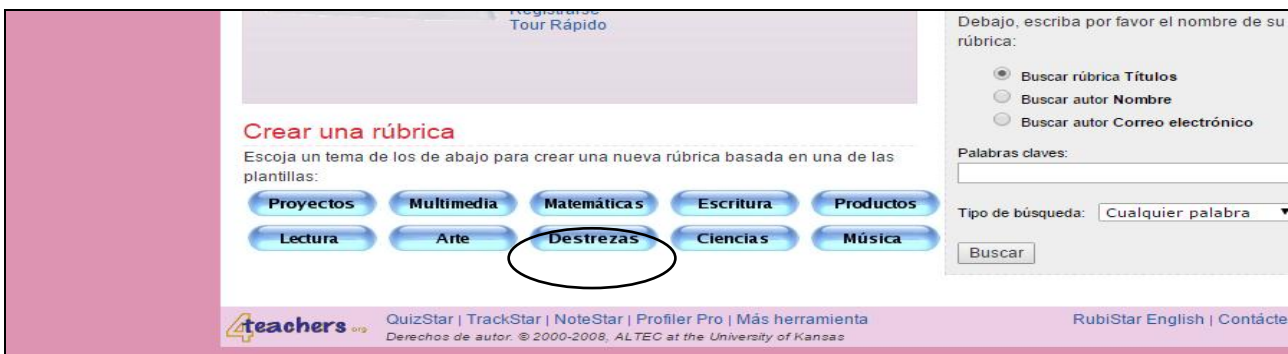 Registrarse
Tour Rápido
Crear una rúbrica
Escoja un tema de los de abajo para crear una nueva rúbrica basada en una de las
plantillas:
Proyectos Multimedia Matemáticas Escritura Productos
Lectura Arte Destrezas Ciencias Música
Debajo, escriba por favor el nombre de su
rúbrica:
Buscar rúbrica Títulos
Buscar autor Nombre
Buscar autor Correo electrónico
Palabras claves:
Tipo de búsqueda: Cualquier palabra
Buscar
4teachers.org
QuizStar | TrackStar | NoteStar | Profiler Pro | Más herramienta
Derechos de autor. © 2000-2008, ALTEC at the University of Kansas
RubiStar English | Contácte